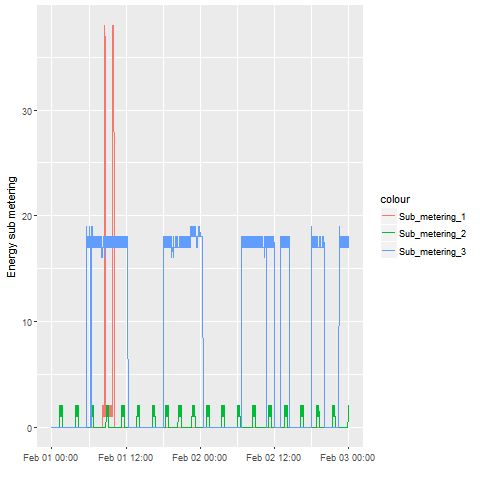 Energy sub metering
30
20
10
0
Feb 01 00:00 Feb 01 12:00 Feb 02 00:00 Feb 02 12:00 Feb 03 00:00
colour
Sub_metering_1
Sub_metering_2
Sub_metering_3